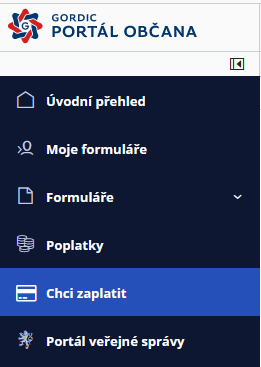 GORDIC
PORTÁL OBČANA
Úvodní přehled
Moje formuláře
Formuláře
Poplatky
Chci zaplatit
Portál veřejné správy